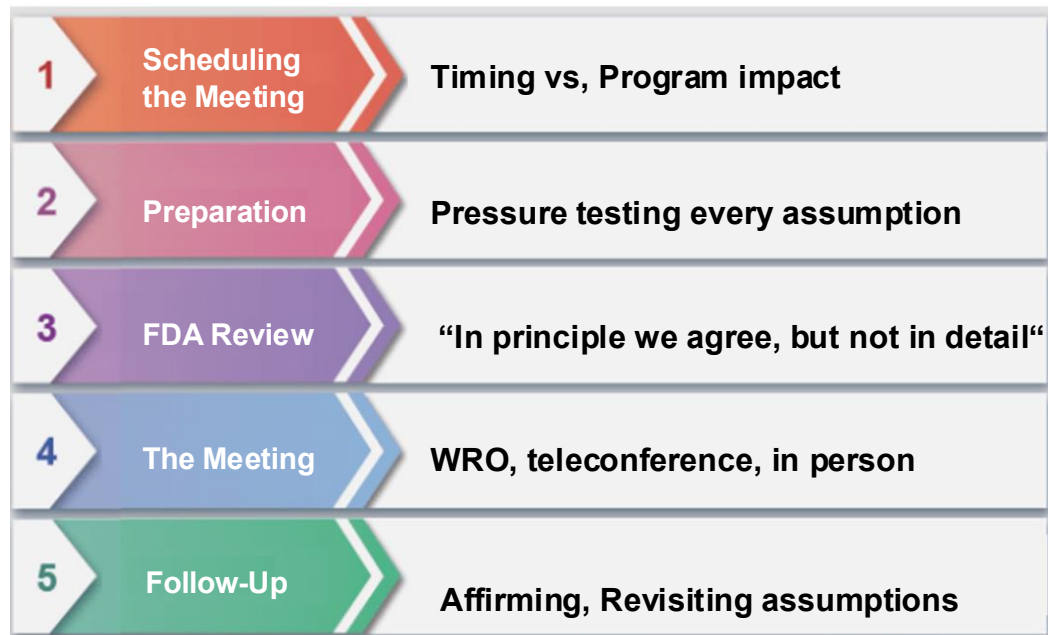 1
Scheduling
the Meeting
Timing vs, Program impact
2
Preparation
Pressure testing every assumption
3
FDA Review
“In principle we agree, but not in detail“
4
The Meeting
WRO, teleconference, in person
5
Follow-Up
Affirming, Revisiting assumptions